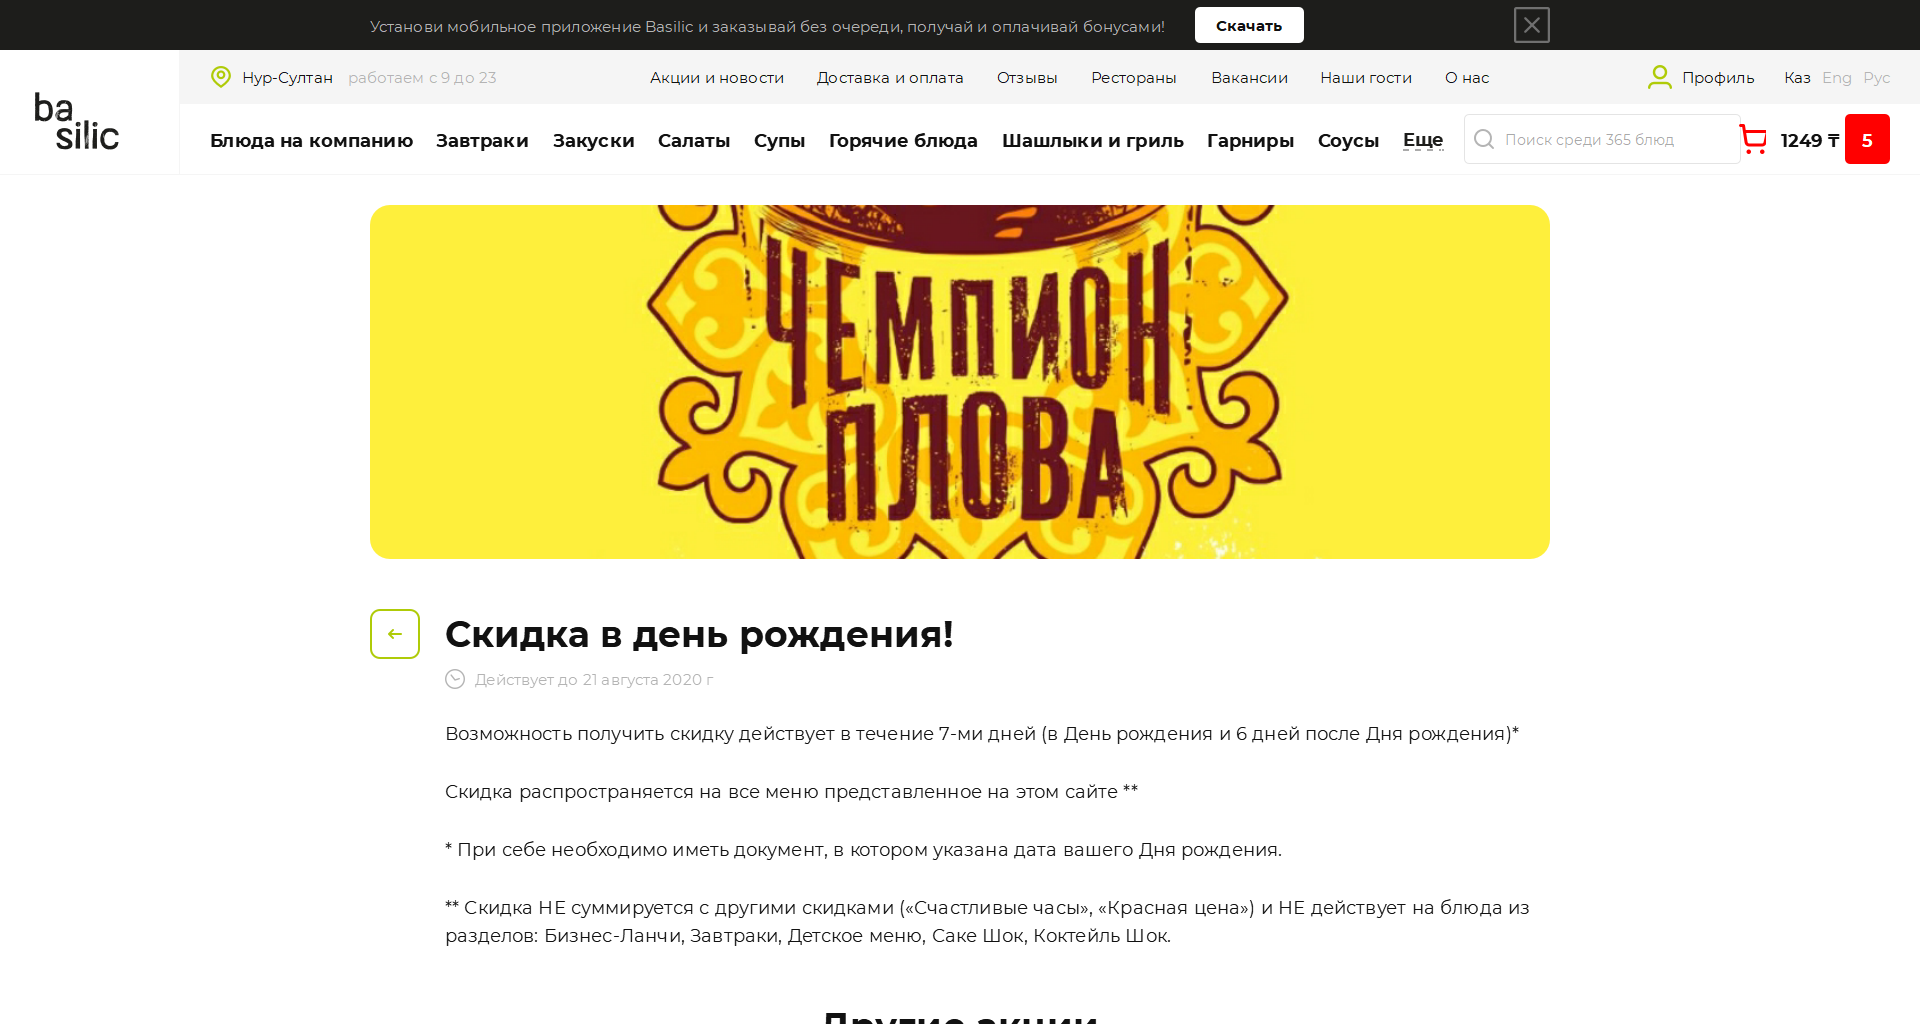 Установи мобильное приложение Basilic и заказывай без очереди, получай и оплачивай бонусами! Скачать
Нур-Султан работаем с 9 до 23 Акции и новости Доставка и оплата Отзывы Рестораны Вакансии Наши гости О нас Профиль Каз Eng Рус
ba
silic
Блюда на компанию Завтраки Закуски Салаты Супы Горячие блюда Шашлыки и гриль Гарниры Соусы Еще Поиск среди 365 блюд 1249 ₸ 5
ЧЕМПИОН
ПЛОВА
Скидка в день рождения!
Действует до 21 августа 2020 г
Возможность получить скидку действует в течение 7-ми дней (в День рождения и 6 дней после Дня рождения)*
Скидка распространяется на все меню представленное на этом сайте **
* При себе необходимо иметь документ, в котором указана дата вашего Дня рождения.
** Скидка НЕ суммируется с другими скидками («Счастливые часы», «Красная цена») и НЕ действует на блюда из
разделов: Бизнес-Ланчи, Завтраки, Детское меню, Саке Шок, Коктейль Шок.
Другие акции